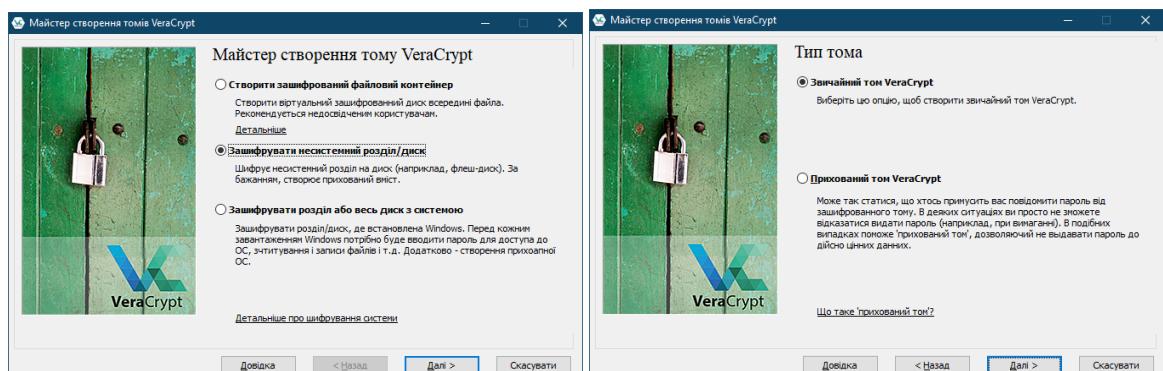 Майстер створення томів VeraCrypt
Майстер створення тому VeraCrypt
Створити зашифрований файловий контейнер
Створити віртуальний зашифрованний диск всередині файла.
Рекомендується недосвідченим користувачам.
Детальніше
Зашифрувати несистемний розділ/диск
Шифрує несистемний розділ на диск (наприклад, флеш-диск). За
бажанням, створює прихований вміст.
Зашифрувати розділ або весь диск з системою
Зашифрувати розділ/диск, де встановлена Windows. Перед кожним
завантаженням Windows потрібно буде вводити пароль для доступа до
ОС, зчтитування і записи файлів і т.д. Додатково - створення прихоапної
ОС.
Детальніше про шифрування системи
VeraCrypt
Довідка
< Назад
Далі >
Скасувати
Майстер створення томів VeraCrypt
Тип тома
Звичайний том VeraCrypt
Виберіть цю опцію, щоб створити звичайний том VeraCrypt.
Прихований том VeraCrypt
Може так статися, що хтось примусить вас повідомити пароль від
зашифрованного тому. В деяких ситуаціях ви просто не зможете
відказатися видати пароль (наприклад, при вимаганні). В подібних
випадках поможе 'прихований том', дозволяючий не выдавати пароль до
дійсно цінних данних.
Що таке 'прихований том'?
VeraCrypt
Довідка
< Назад
Далі >
Скасувати